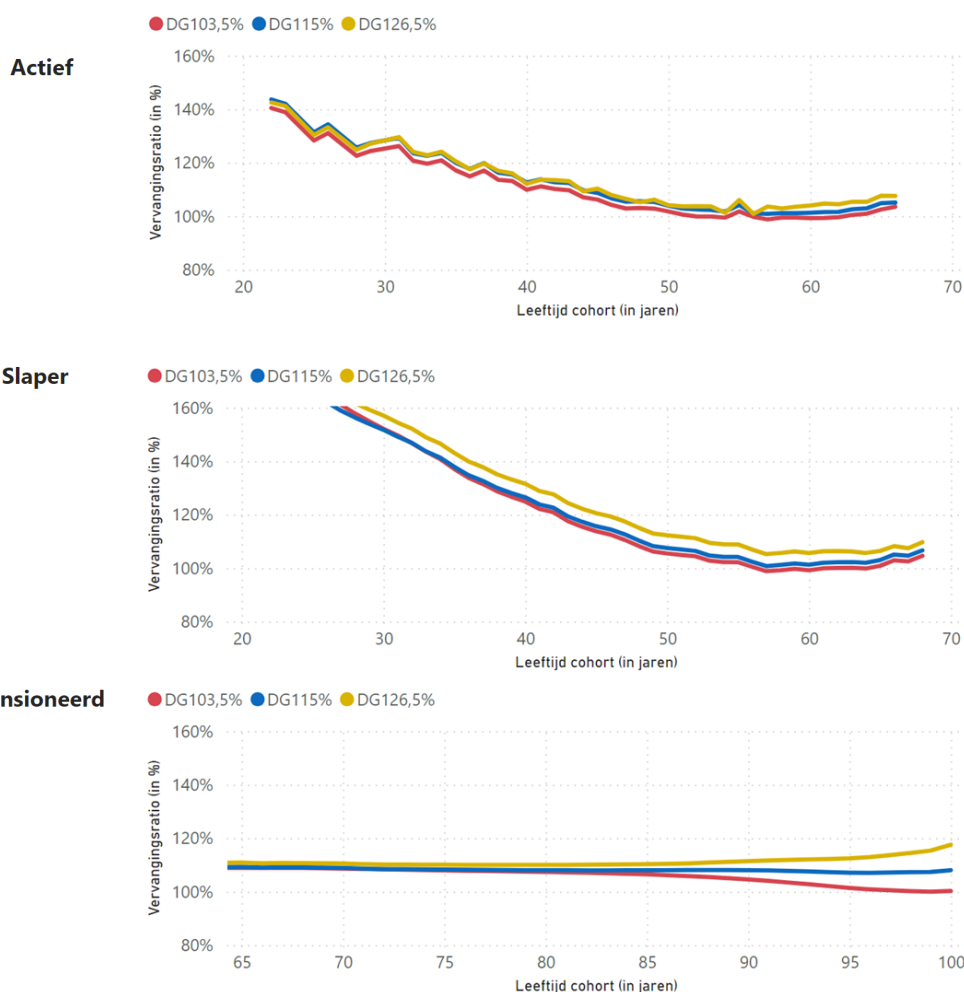 DG103,5% DG115% DG126,5%
Actief
Vervangingsratio (in %)
160%
140%
120%
100%
80%
20 30 40 50 60 70
Leeftijd cohort (in jaren)
Slaper
DG103,5% DG115% DG126,5%
Vervangingsratio (in %)
160%
140%
120%
100%
80%
20 30 40 50 60 70
Leeftijd cohort (in jaren)
nsioneerd
DG103,5% DG115% DG126,5%
Vervangingsratio (in %)
160%
140%
120%
100%
80%
65 70 75 80 85 90 95 100
Leeftijd cohort (in jaren)